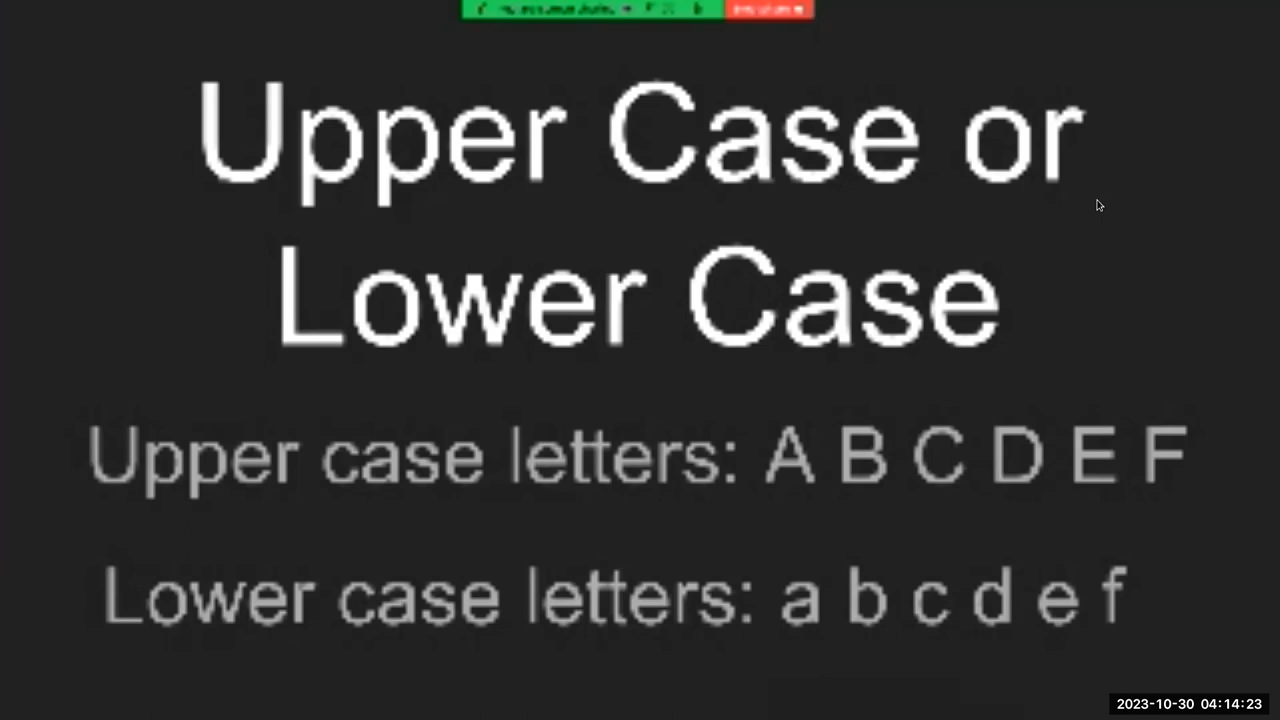 Upper Case or
Lower Case
Upper case letters: A B C D E F
Lower case letters: a b c d e f
2023-10-30 04:14:23